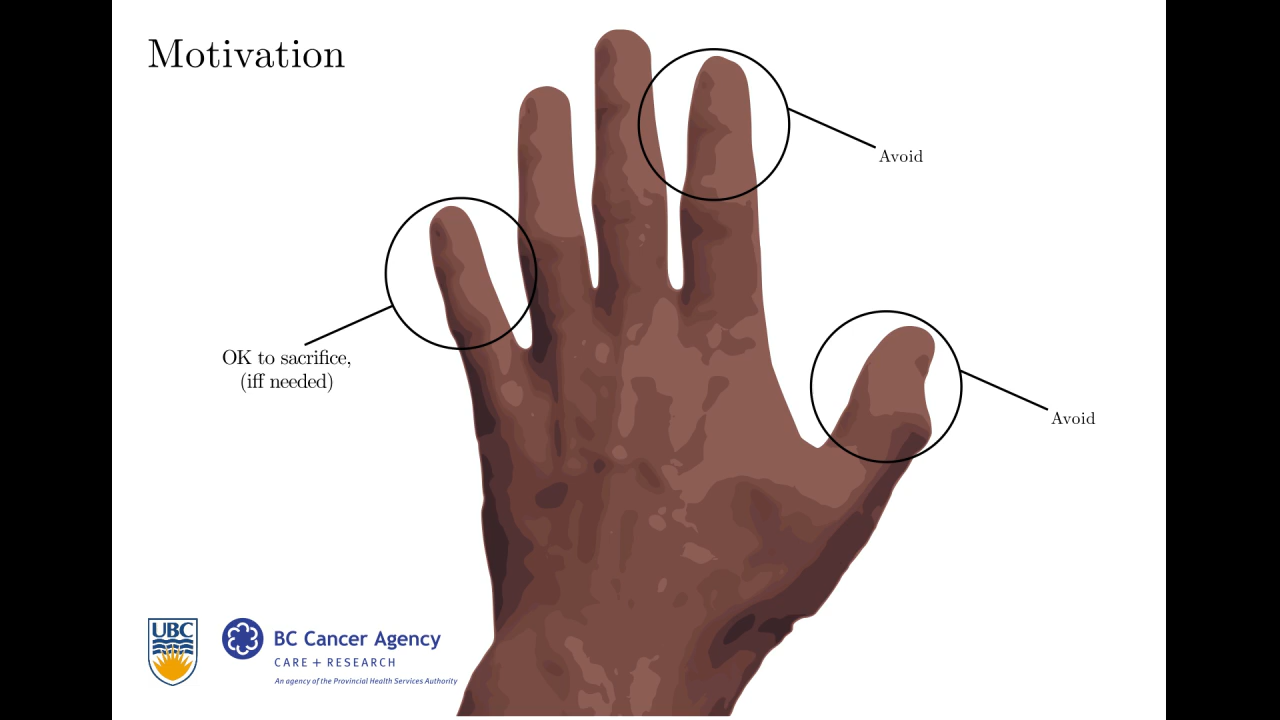 Motivation
Avoid
OK to sacrifice,
(iff needed)
Avoid
UBC
BC Cancer Agency
CARE + RESEARCH
An agency of the Provincial Health Services Authority